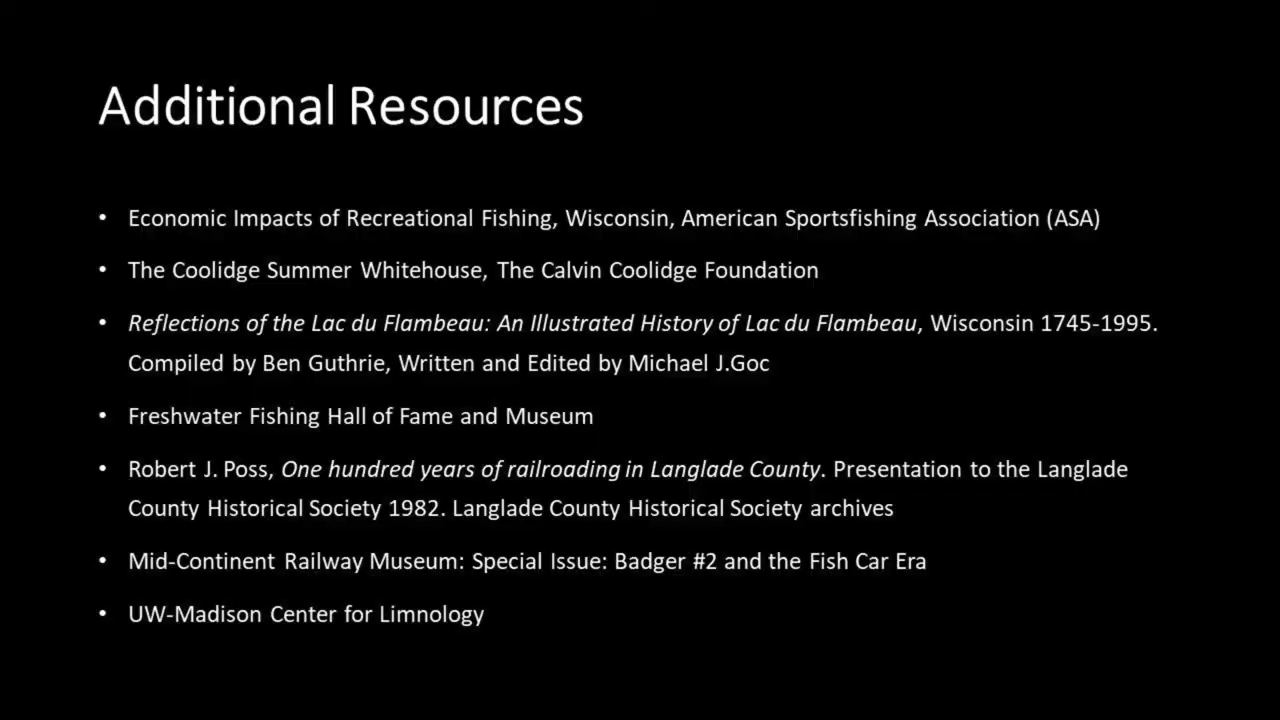 Additional Resources
• Economic Impacts of Recreational Fishing, Wisconsin, American Sportsfishing Association (ASA)
• The Coolidge Summer Whitehouse, The Calvin Coolidge Foundation
• Reflections of the Lac du Flambeau: An Illustrated History of Lac du Flambeau, Wisconsin 1745-1995.
Compiled by Ben Guthrie, Written and Edited by Michael J.Goc
• Freshwater Fishing Hall of Fame and Museum
• Robert J. Poss, One hundred years of railroading in Langlade County. Presentation to the Langlade
County Historical Society 1982. Langlade County Historical Society archives
• Mid-Continent Railway Museum: Special Issue: Badger #2 and the Fish Car Era
• UW-Madison Center for Limnology